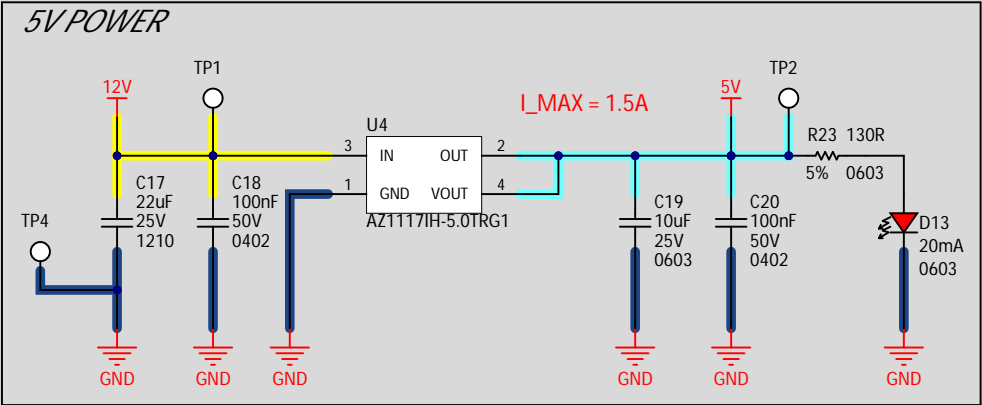 5V POWER
12V
TP1
TP4
C17
22uF
25V
1210
C18
100nF
50V
0402
U4
3
IN
OUT
2
1
GND
VOUT
4
AZ1117IH-5.0TRG1
I_MAX = 1.5A
5V
TP2
R23 130R
5% 0603
C19
10uF
25V
0603
C20
100nF
50V
0402
D13
20mA
0603
GND
GND
GND
GND
GND
GND